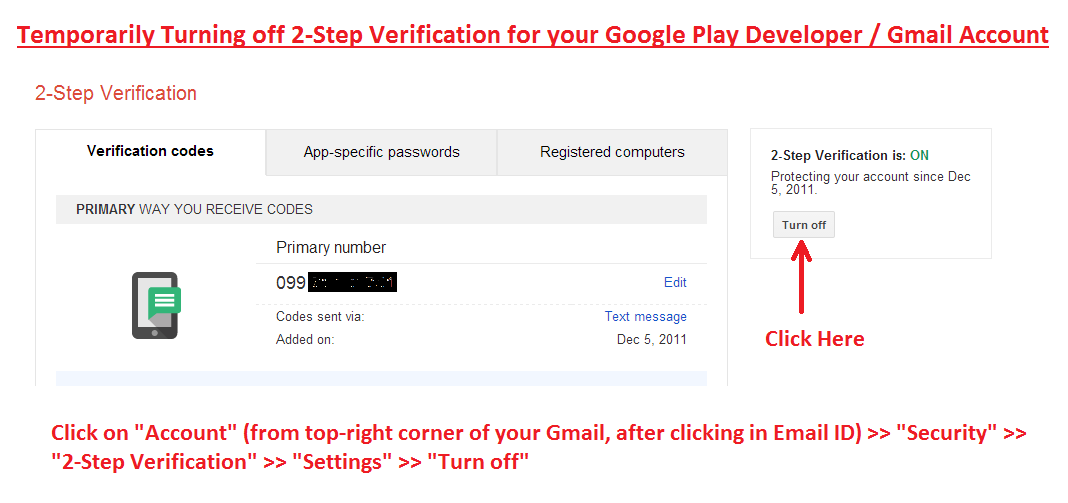 Temporarily Turning off 2-Step Verification for your Google Play Developer / Gmail Account
2-Step Verification
Verification codes
App-specific passwords
Registered computers
PRIMARY WAY YOU RECEIVE CODES
Primary number
099
Edit
Codes sent via:
Text message
Added on:
Dec 5, 2011
2-Step Verification is: ON
Protecting your account since Dec
5, 2011.
Turn off
Click Here
Click on "Account" (from top-right corner of your Gmail, after clicking in Email ID) >> "Security" >>
"2-Step Verification" >> "Settings" >> "Turn off"